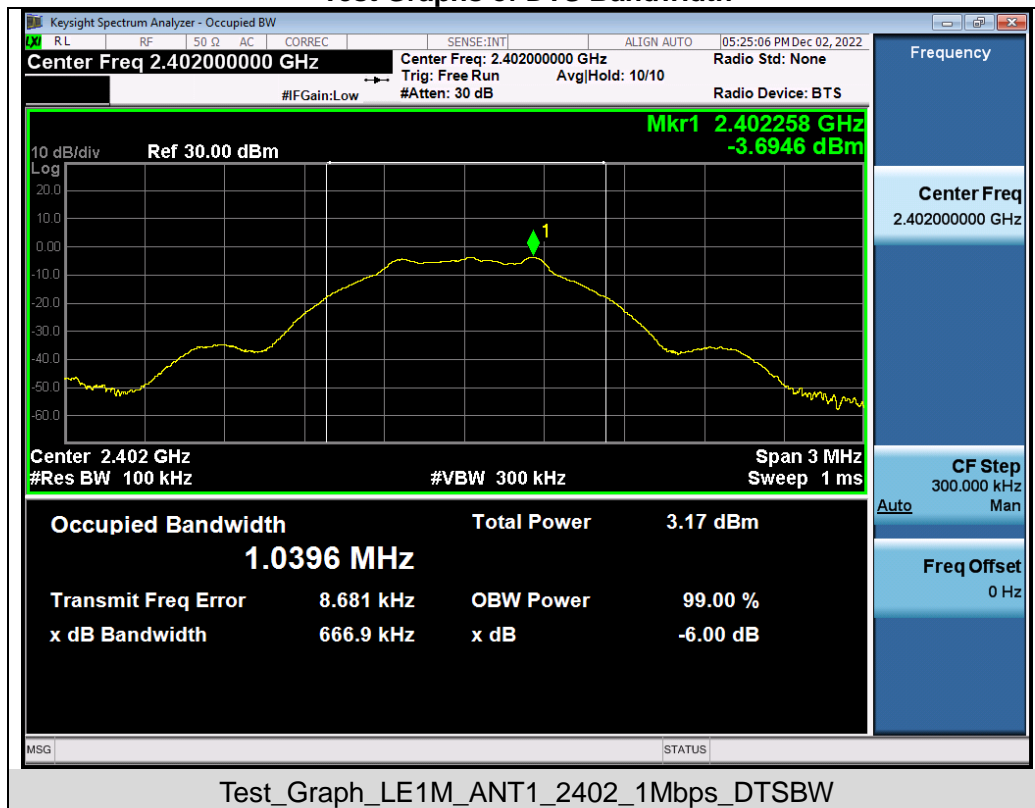 Test Graphs of DTS Bandwidth
Keysight Spectrum Analyzer - Occupied BW
LXI RL RF 50 Ω AC CORREC SENSE:INT ALIGN AUTO 05:25:06 PM Dec 02, 2022
Center Freq 2.402000000 GHz
Center Freq: 2.402000000 GHz Radio Std: None
Trig: Free Run Avg|Hold: 10/10
#IFGain:Low #Atten: 30 dB Radio Device: BTS
Frequency
Mkr1 2.402258 GHz
-3.6946 dBm
10 dB/div Ref 30.00 dBm
Log
20.0
10.0
0.00
-10.0
-20.0
-30.0
-40.0
-50.0
-60.0
1
Center 2.402 GHz Span 3 MHz
#Res BW 100 kHz #VBW 300 kHz Sweep 1 ms
Center Freq
2.402000000 GHz
CF Step
300.000 kHz
Auto Man
Freq Offset
0 Hz
Occupied Bandwidth Total Power 3.17 dBm
1.0396 MHz
Transmit Freq Error 8.681 kHz OBW Power 99.00 %
x dB Bandwidth 666.9 kHz x dB -6.00 dB
MSG STATUS
Test_Graph_LE1M_ANT1_2402_1Mbps_DTSBW